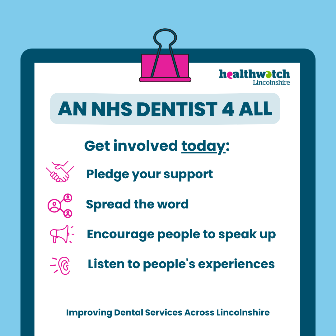 healthwatch
Lincolnshire
AN NHS DENTIST 4 ALL
Get involved today:
Pledge your support
Spread the word
Encourage people to speak up
Listen to people's experiences
Improving Dental Services Across Lincolnshire